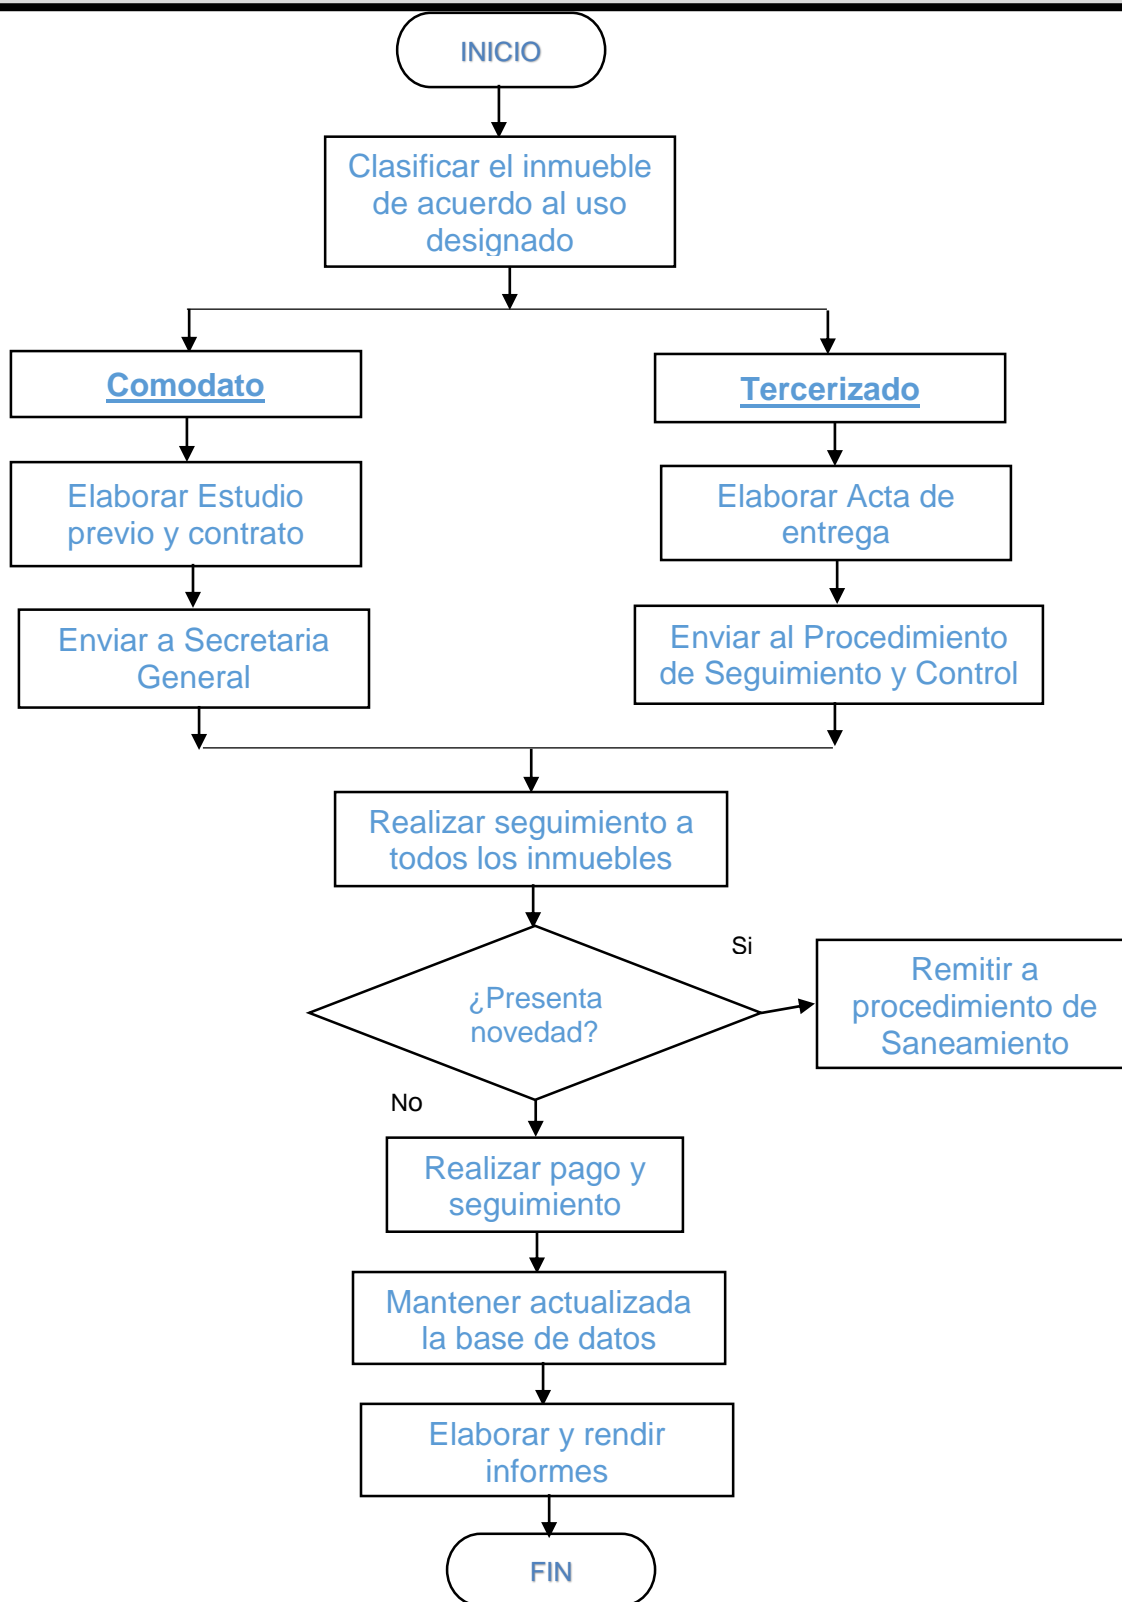 INICIO
Clasificar el inmueble
de acuerdo al uso
designado
Comodato
Tercerizado
Elaborar Estudio
previo y contrato
Elaborar Acta de
entrega
Enviar a Secretaria
General
Enviar al Procedimiento
de Seguimiento y Control
Realizar seguimiento a
todos los inmuebles
¿Presenta
novedad?
Si
Remitir a
procedimiento de
Saneamiento
No
Realizar pago y
seguimiento
Mantener actualizada
la base de datos
Elaborar y rendir
informes
FIN